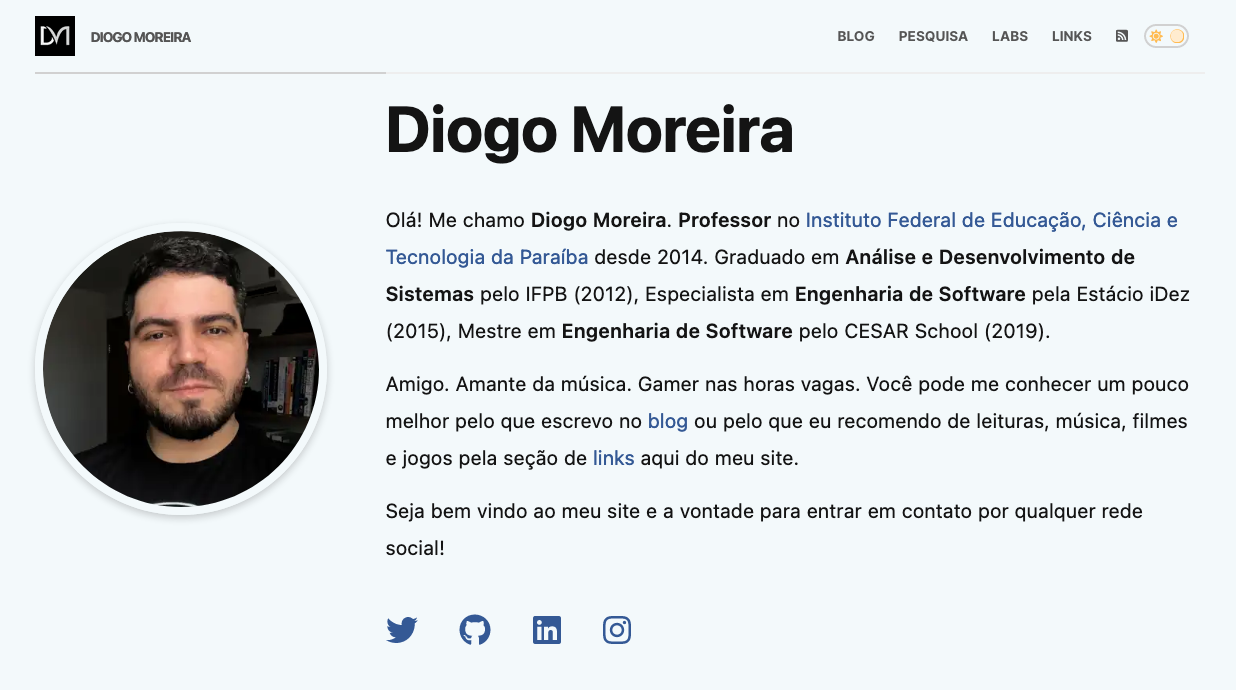 DM DIOGO MOREIRA BLOG PESQUISA LABS LINKS
Diogo Moreira
Olá! Me chamo Diogo Moreira. Professor no Instituto Federal de Educação, Ciência e
Tecnologia da Paraíba desde 2014. Graduado em Análise e Desenvolvimento de
Sistemas pelo IFPB (2012), Especialista em Engenharia de Software pela Estácio iDez
(2015), Mestre em Engenharia de Software pelo CESAR School (2019).
Amigo. Amante da música. Gamer nas horas vagas. Você pode me conhecer um pouco
melhor pelo que escrevo no blog ou pelo que eu recomendo de leituras, música, filmes
e jogos pela seção de links aqui do meu site.
Seja bem vindo ao meu site e a vontade para entrar em contato por qualquer rede
social!